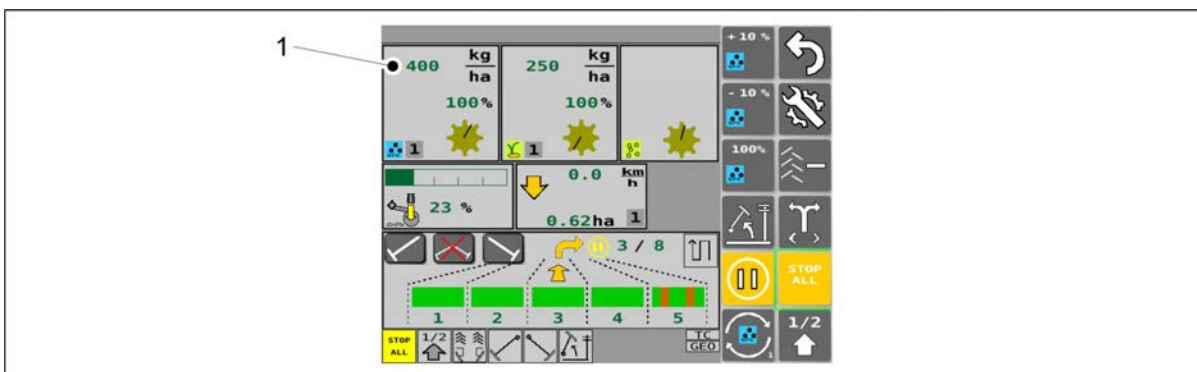 1
400 kg/ha
100%
1
250 kg/ha
100%
1
23 %
0.0 km/h
0.62ha 1
3 / 8
1 2 3 4 5
STOP ALL
1/2
TC
GEO
+10 %
- 10 %
100%
STOP ALL
1
1/2